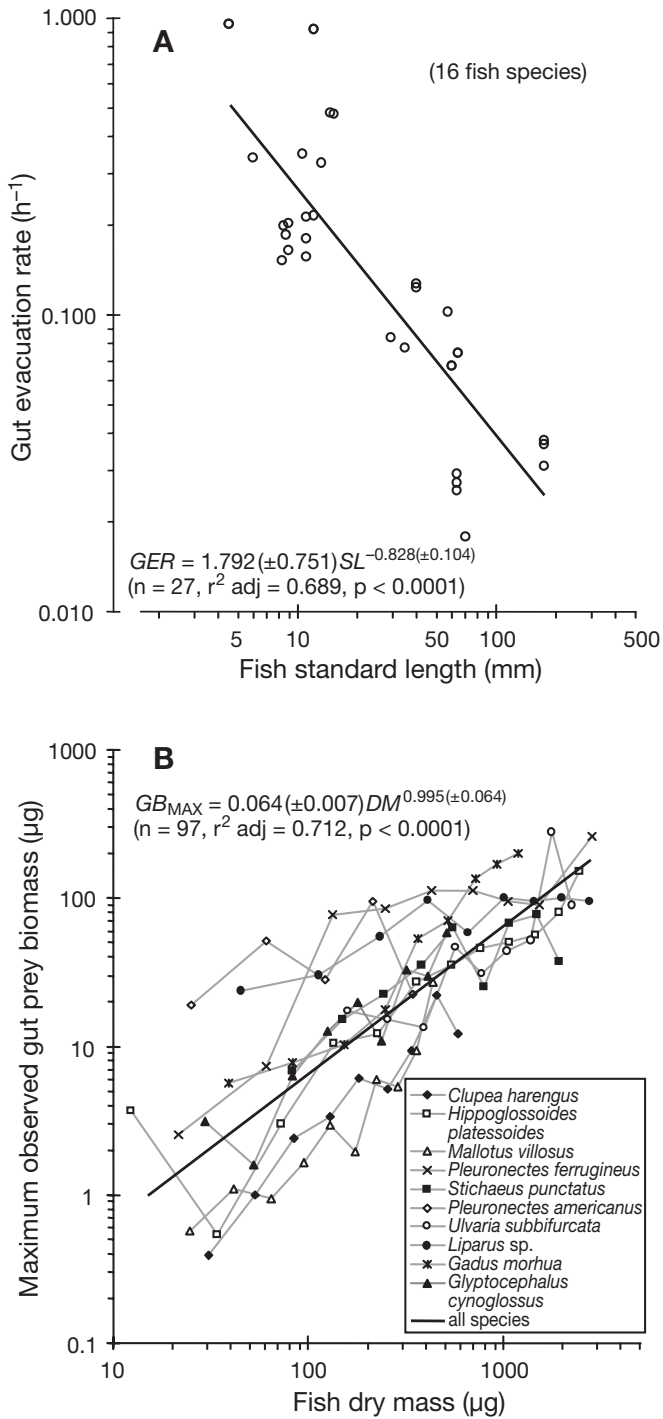 A
(16 fish species)
1.000
0.100
0.010
Gut evacuation rate (h–1)
GER = 1.792(±0.751)SL–0.828(±0.104)
(n = 27, r2 adj = 0.689, p < 0.0001)
5 10 50 100 500
Fish standard length (mm)
B
1000
100
10
1
0.1
Maximum observed gut prey biomass (µg)
GBMAX = 0.064(±0.007)DM0.995(±0.064)
(n = 97, r2 adj = 0.712, p < 0.0001)
Clupea harengus
Hippoglossoides
platessoides
Mallotus villosus
Pleuronectes ferrugineus
Stichaeus punctatus
Pleuronectes americanus
Ulvaria subbifurcata
Liparus sp.
Gadus morhua
Glyptocephalus
cynoglossus
all species
10 100 1000
Fish dry mass (µg)